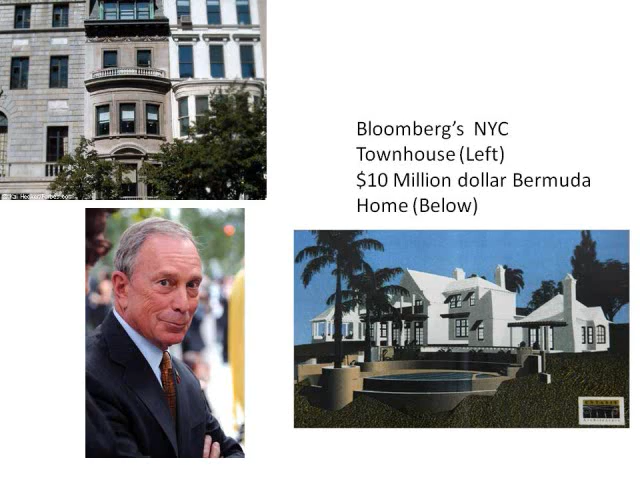 Bloomberg's  NYC
Townhouse (Left)
$10 Million dollar Bermuda
Home (Below)